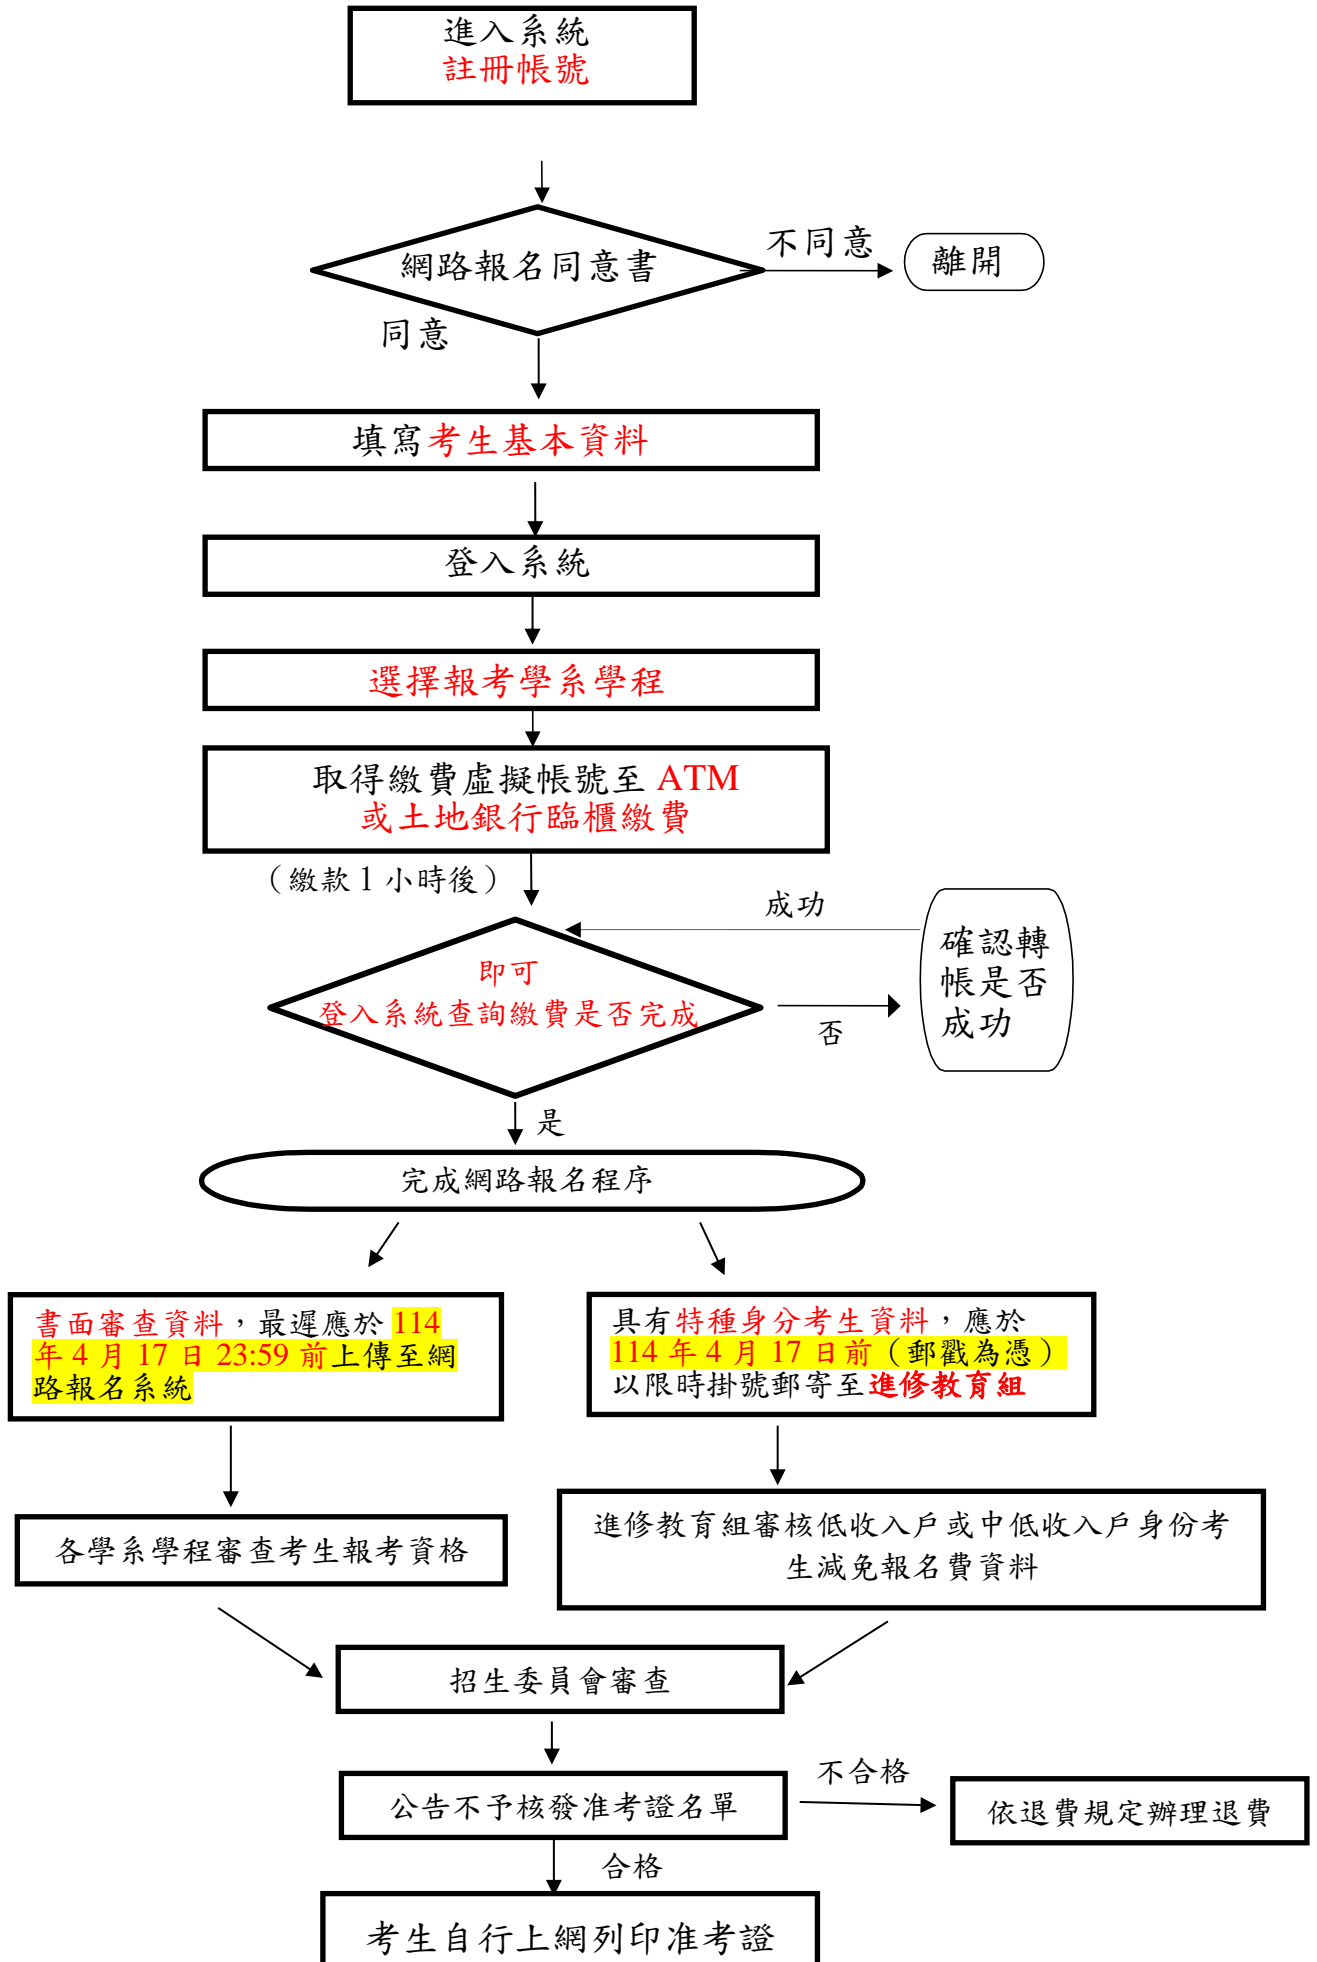 進入系統
註冊帳號
網路報名同意書
不同意
離開
同意
填寫考生基本資料
登入系統
選擇報考學系學程
取得繳費虛擬帳號至 ATM
或土地銀行臨櫃繳費
（繳款 1 小時後）
成功
確認轉
帳是否
成功
即可
登入系統查詢繳費是否完成
否
是
完成網路報名程序
書面審查資料，最遲應於 114
年 4 月 17 日 23:59 前上傳至網
路報名系統
具有特種身分考生資料，應於
114 年 4 月 17 日前（郵戳為憑）
以限時掛號郵寄至進修教育組
各學系學程審查考生報考資格
進修教育組審核低收入戶或中低收入戶身份考
生減免報名費資料
招生委員會審查
公告不予核發准考證名單
不合格
依退費規定辦理退費
合格
考生自行上網列印准考證